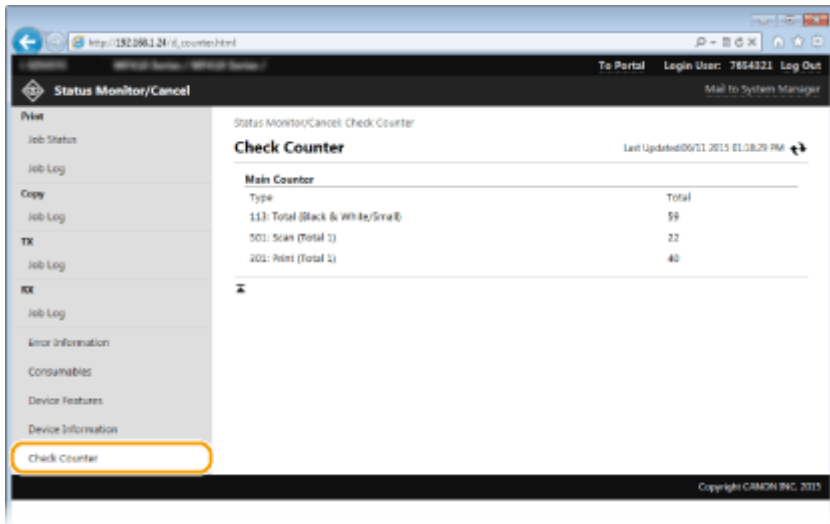 http://192.168.1.24/d_counter.html
To Portal Login User: 7654321 Log Out
Status Monitor/Cancel
Mail to System Manager
Print
Job Status
Job Log
Copy
Job Log
TX
Job Log
RX
Job Log
Error Information
Consumables
Device Features
Device Information
Check Counter
Status Monitor/Cancel: Check Counter
Check Counter
Last Updated:06/11 2015 01:18:29 PM
Main Counter
Type Total
113: Total (Black & White/Small) 59
501: Scan (Total 1) 22
301: Print (Total 1) 40
Copyright CANON INC. 2015